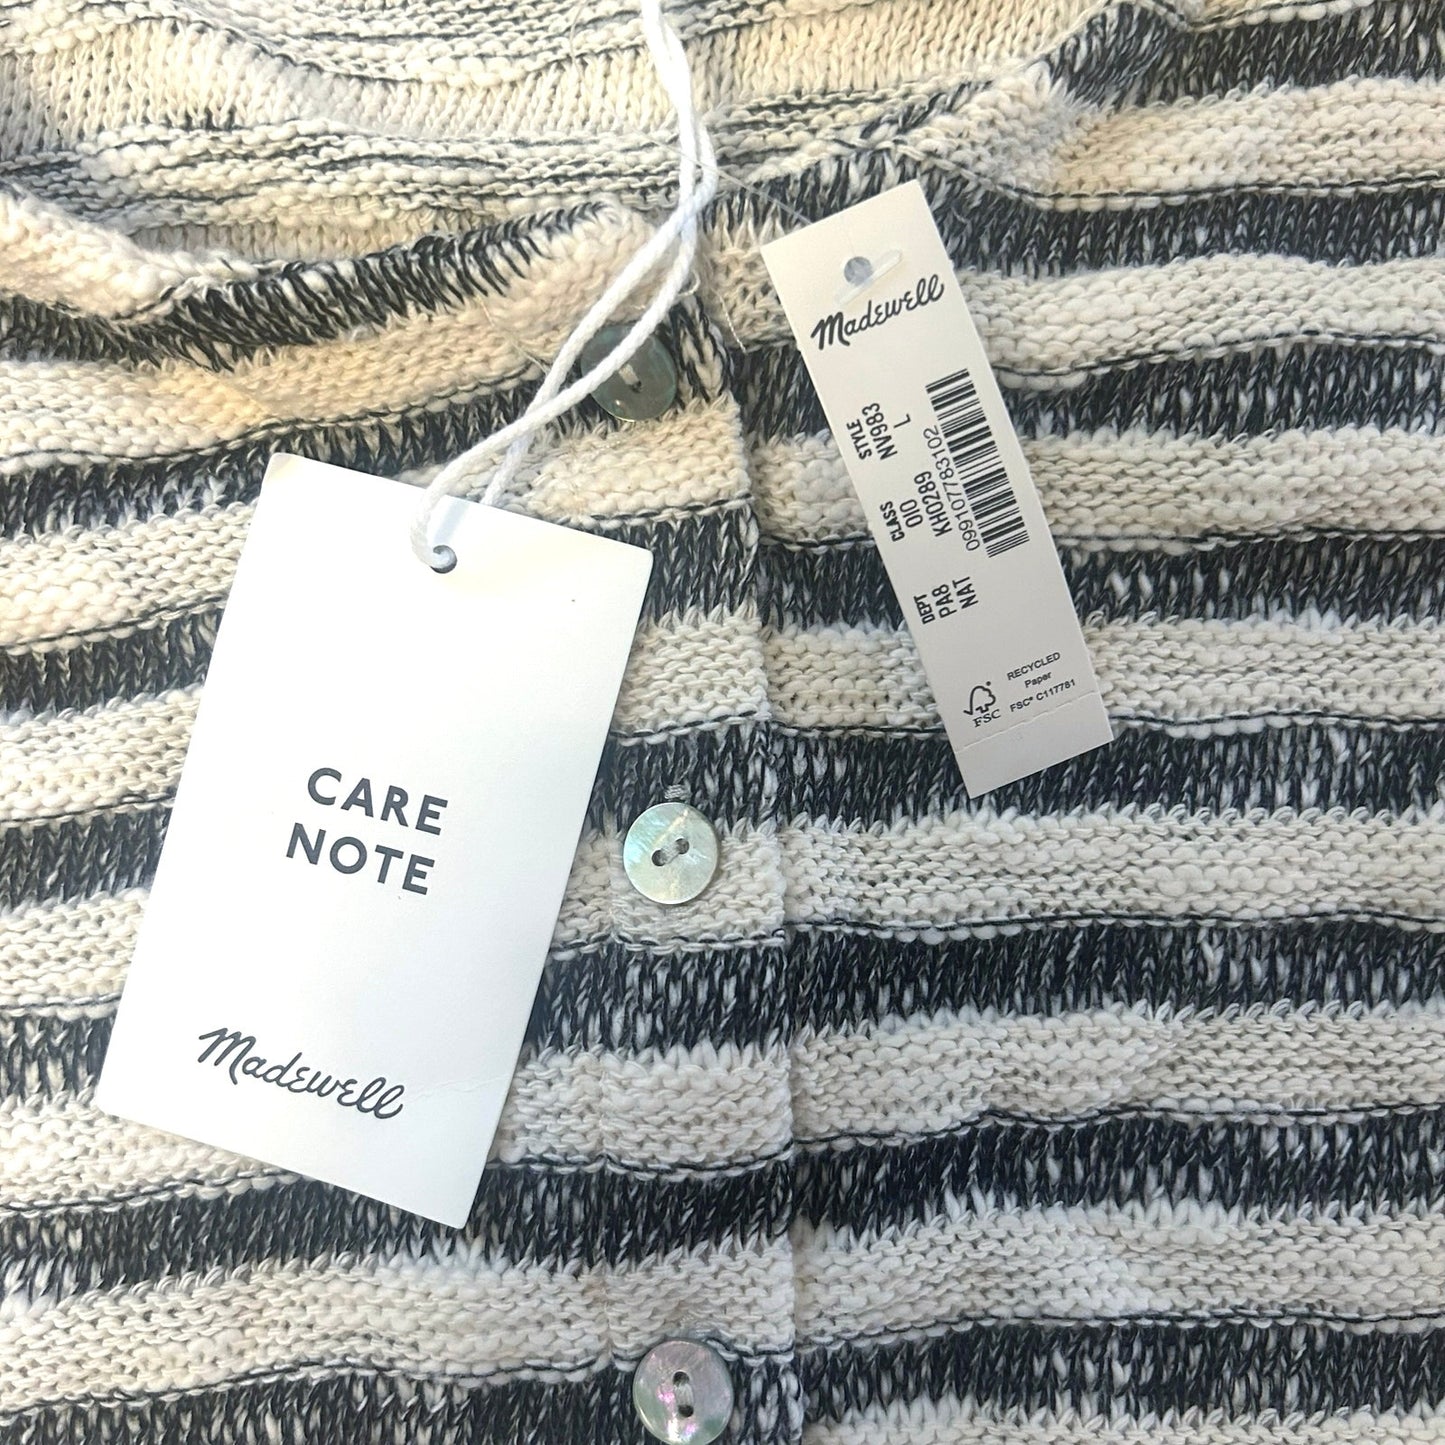 CARE
NOTE
Madewell
Madewell
STYLE
NV983
L
CLASS
010
KH0289
DEPT
PA8
NAT
099107783102
FSC
RECYCLED
Paper
FSC® C117781